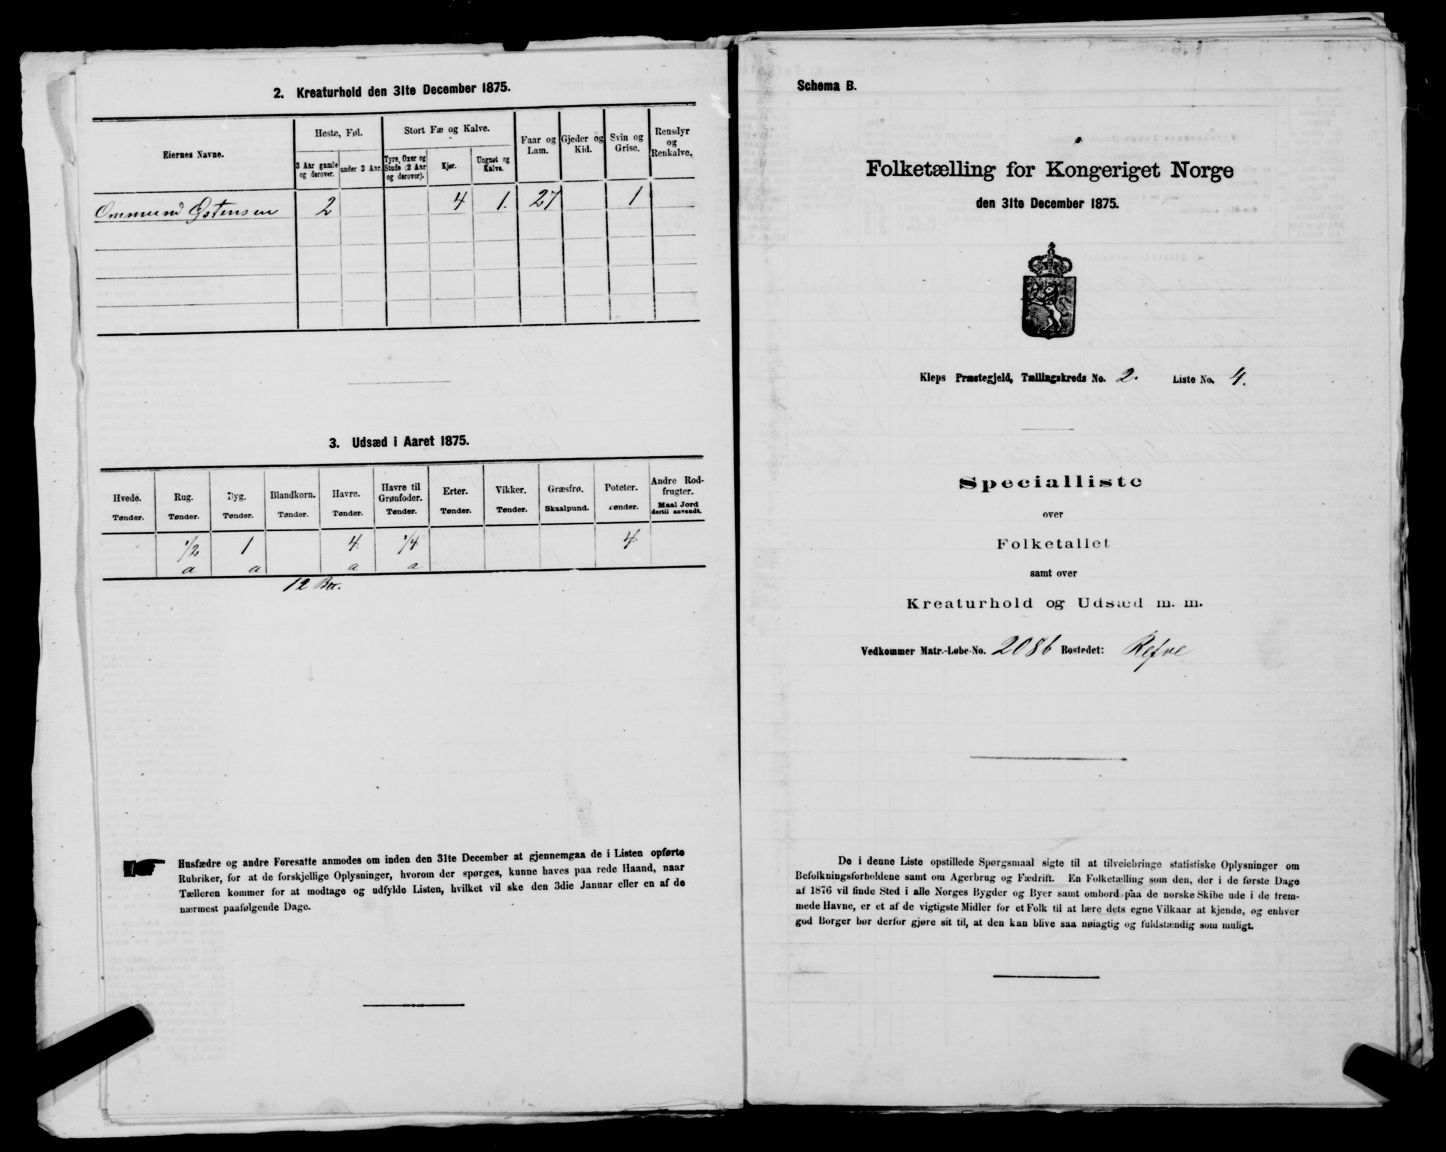 2. Kreaturhold den 31te December 1875.
Eiernes Navne.
Heste, Føl.
Stort Fæ og Kalve.
Faar og Lam.
Gjeder og Kid.
Svin og Grise.
Rensdyr og Renkalve.
3 Aar gamle og derover.
under 3 Aar.
Tyre, Oxer og Stude (2 Aar og derover).
Kjør.
Ungnøt og Kalve.
Ommund Østensen 2 4 1. 27 1
3. Udsæd i Aaret 1875.
Hvede. Rug. Byg. Blandkorn. Havre. Havre til Grønfoder. Erter. Vikker. Græsfrø. Poteter. Andre Rodfrugter.
Tønder. Tønder. Tønder. Tønder. Tønder. Tønder. Tønder. Tønder. Skaalpund. Tønder. Maal Jord dertil anvendt.
1/2 1 4 1/4 4
a a a a
12
Husfædre og andre Foresatte anmodes om inden den 31te December at gjennemgaa de i Listen opførte
Rubriker, for at de forskjellige Oplysninger, hvorom der spørges, kunne haves paa rede Haand, naar
Tælleren kommer for at modtage og udfylde Listen, hvilket vil ske den 3die Januar eller en af de
nærmest paafølgende Dage.
Schema B.
Folketælling for Kongeriget Norge
den 31te December 1875.
Kleps Præstegjeld, Tællingskreds No. 2. Liste No. 4.
Specialliste
over
Folketallet
samt over
Kreaturhold og Udsæd m. m.
Vedkommer Matr.-Løbe-No. 208b Bostedet: Refve
De i denne Liste opstillede Spørgsmaal sigte til at tilveiebringe statistiske Oplysninger om
Befolkningsforholdene samt om Agerbrug og Fædrift. En Folketælling som den, der i de første Dage
af 1876 vil finde Sted i alle Norges Bygder og Byer samt ombord paa de norske Skibe ude i de frem-
mede Havne, er et af de vigtigste Midler for et Folk til at lære dets egne Vilkaar at kjende, og enhver
god Borger bør derfor gjøre sit til, at den kan blive saa nøiagtig og fuldstændig som muligt.